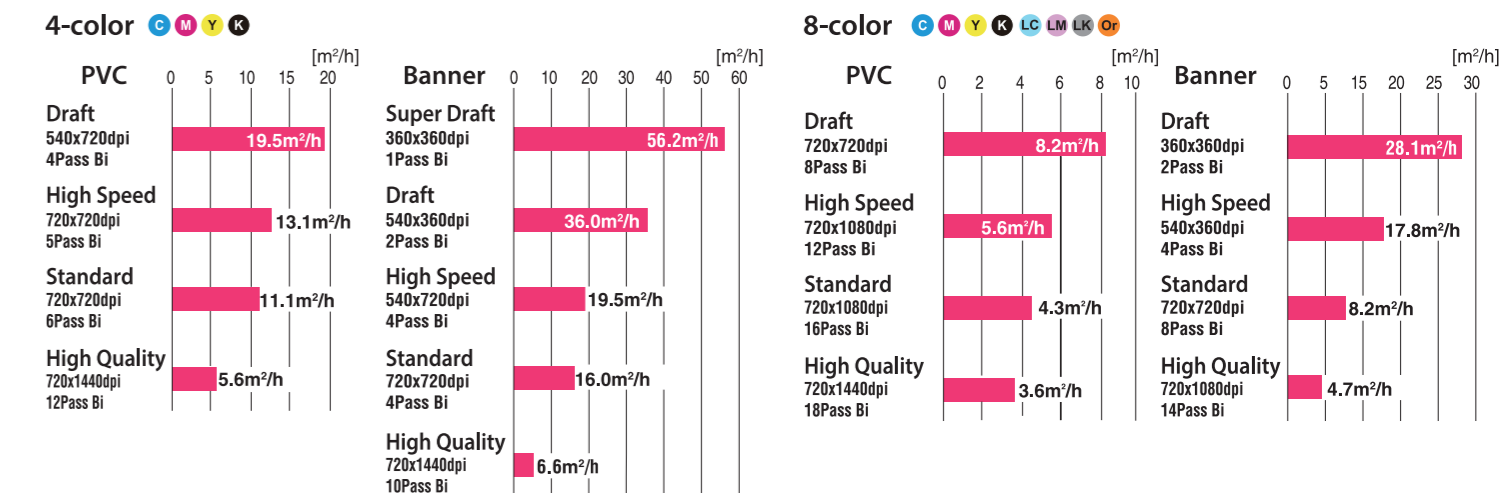 4-color C M Y K
PVC
[m²/h]
0 5 10 15 20
Draft
540x720dpi
4Pass Bi
19.5m²/h
High Speed
720x720dpi
5Pass Bi
13.1m²/h
Standard
720x720dpi
6Pass Bi
11.1m²/h
High Quality
720x1440dpi
12Pass Bi
5.6m²/h
Banner
[m²/h]
0 10 20 30 40 50 60
Super Draft
360x360dpi
1Pass Bi
56.2m²/h
Draft
540x360dpi
2Pass Bi
36.0m²/h
High Speed
540x720dpi
4Pass Bi
19.5m²/h
Standard
720x720dpi
4Pass Bi
16.0m²/h
High Quality
720x1440dpi
10Pass Bi
6.6m²/h
8-color C M Y K LC LM LK Or
PVC
[m²/h]
0 2 4 6 8 10
Draft
720x720dpi
8Pass Bi
8.2m²/h
High Speed
720x1080dpi
12Pass Bi
5.6m²/h
Standard
720x1080dpi
16Pass Bi
4.3m²/h
High Quality
720x1440dpi
18Pass Bi
3.6m²/h
Banner
[m²/h]
0 5 15 15 20 25 30
Draft
360x360dpi
2Pass Bi
28.1m²/h
High Speed
540x360dpi
4Pass Bi
17.8m²/h
Standard
720x720dpi
8Pass Bi
8.2m²/h
High Quality
720x1080dpi
14Pass Bi
4.7m²/h